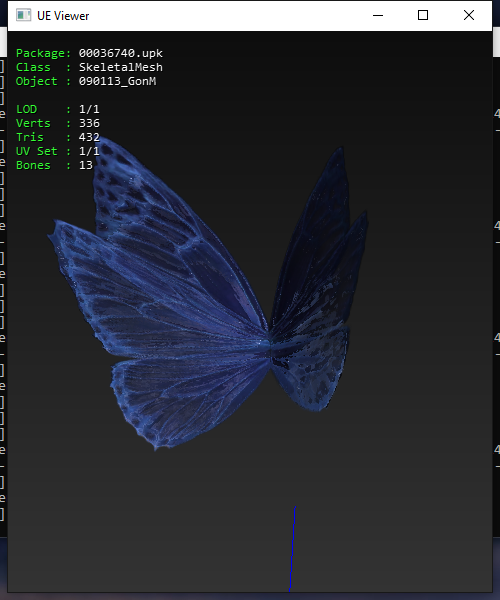 UE Viewer
Package: 00036740.upk
Class  : SkeletalMesh
Object : 090113_GonM
LOD    : 1/1
Verts  : 336
Tris   : 432
UV Set : 1/1
Bones  : 13